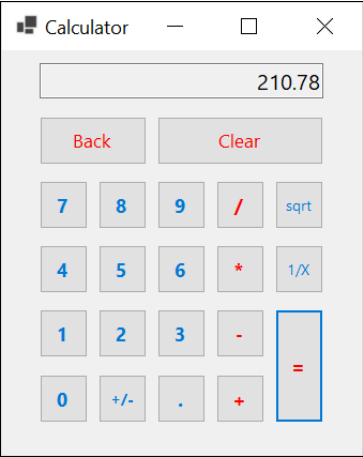 Calculator
210.78
Back Clear
7 8 9 / sqrt
4 5 6 * 1/X
1 2 3 -
=
0 +/- . +